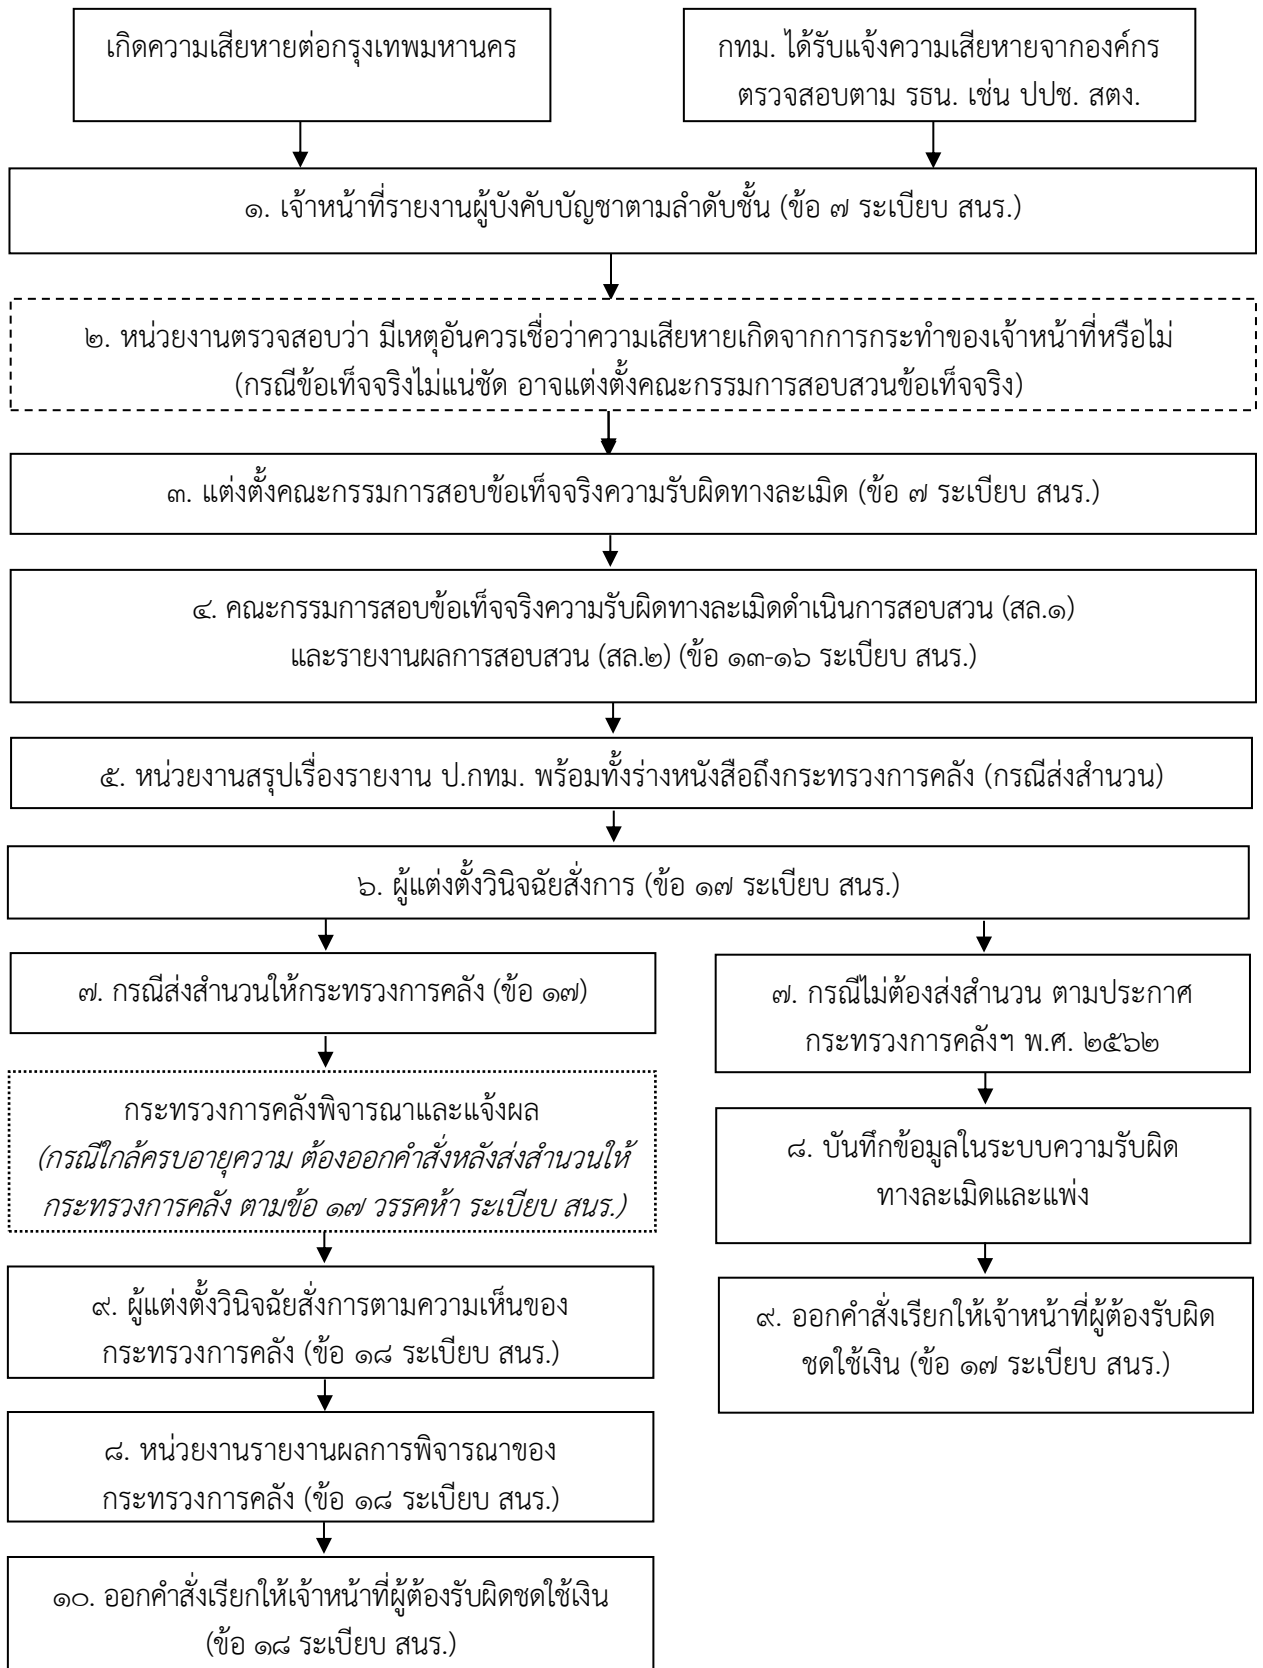 เกิดความเสียหายต่อกรุงเทพมหานคร
กทม. ได้รับแจ้งความเสียหายจากองค์กร
ตรวจสอบตาม รธน. เช่น ปปช. สตง.
๑. เจ้าหน้าที่รายงานผู้บังคับบัญชาตามลำดับชั้น (ข้อ ๗ ระเบียบ สนร.)
๒. หน่วยงานตรวจสอบว่า มีเหตุอันควรเชื่อว่าความเสียหายเกิดจากการกระทำของเจ้าหน้าที่หรือไม่
(กรณีข้อเท็จจริงไม่แน่ชัด อาจแต่งตั้งคณะกรรมการสอบสวนข้อเท็จจริง)
๓. แต่งตั้งคณะกรรมการสอบข้อเท็จจริงความรับผิดทางละเมิด (ข้อ ๗ ระเบียบ สนร.)
๔. คณะกรรมการสอบข้อเท็จจริงความรับผิดทางละเมิดดำเนินการสอบสวน (สล.๑)
และรายงานผลการสอบสวน (สล.๒) (ข้อ ๑๓-๑๖ ระเบียบ สนร.)
๕. หน่วยงานสรุปเรื่องรายงาน ป.กทม. พร้อมทั้งร่างหนังสือถึงกระทรวงการคลัง (กรณีส่งสำนวน)
๖. ผู้แต่งตั้งวินิจฉัยสั่งการ (ข้อ ๑๗ ระเบียบ สนร.)
๗. กรณีส่งสำนวนให้กระทรวงการคลัง (ข้อ ๑๗)
กระทรวงการคลังพิจารณาและแจ้งผล
(กรณีใกล้ครบอายุความ ต้องออกคำสั่งหลังส่งสำนวนให้
กระทรวงการคลัง ตามข้อ ๑๗ วรรคห้า ระเบียบ สนร.)
๙. ผู้แต่งตั้งวินิจฉัยสั่งการตามความเห็นของ
กระทรวงการคลัง (ข้อ ๑๘ ระเบียบ สนร.)
๘. หน่วยงานรายงานผลการพิจารณาของ
กระทรวงการคลัง (ข้อ ๑๘ ระเบียบ สนร.)
๑๐. ออกคำสั่งเรียกให้เจ้าหน้าที่ผู้ต้องรับผิดชดใช้เงิน
(ข้อ ๑๘ ระเบียบ สนร.)
๗. กรณีไม่ต้องส่งสำนวน ตามประกาศ
กระทรวงการคลังฯ พ.ศ. ๒๕๖๒
๘. บันทึกข้อมูลในระบบความรับผิด
ทางละเมิดและแพ่ง
๙. ออกคำสั่งเรียกให้เจ้าหน้าที่ผู้ต้องรับผิด
ชดใช้เงิน (ข้อ ๑๗ ระเบียบ สนร.)